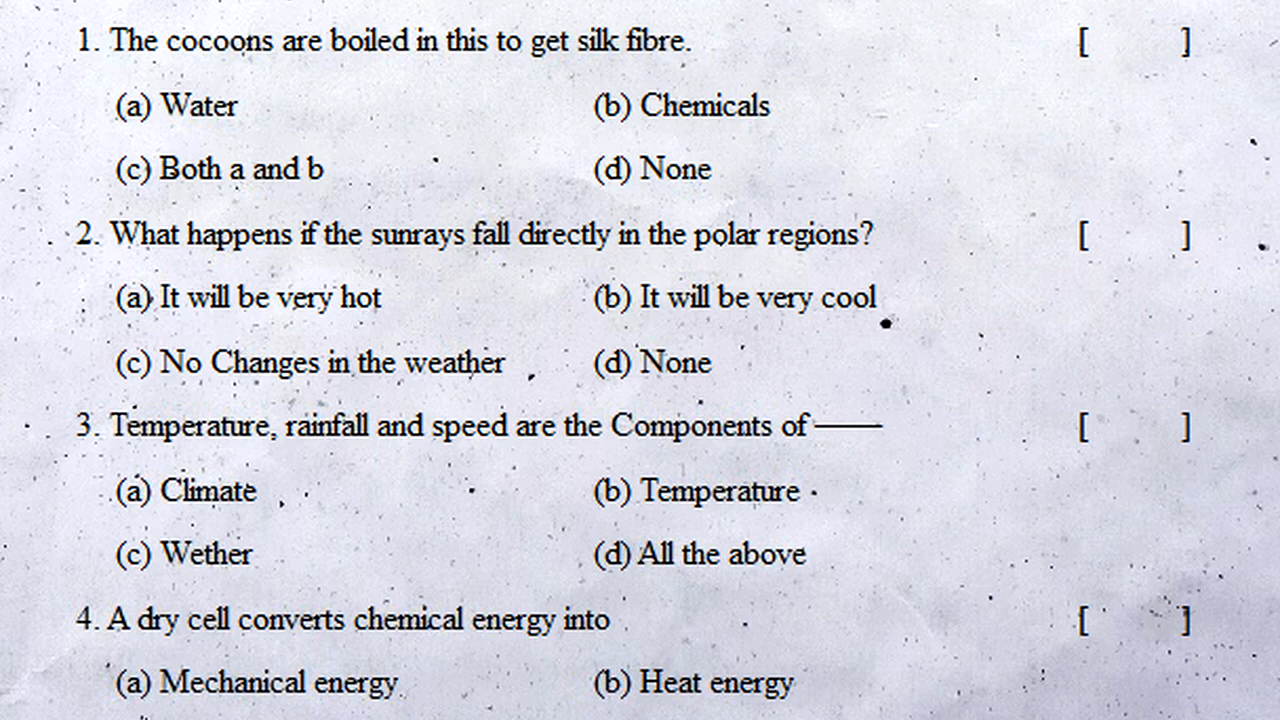 1. The cocoons are boiled in this to get silk fibre. [ ]
(a) Water (b) Chemicals
(c) Both a and b (d) None
2. What happens if the sunrays fall directly in the polar regions? [ ]
(a) It will be very hot (b) It will be very cool
(c) No Changes in the weather (d) None
3. Temperature, rainfall and speed are the Components of —— [ ]
(a) Climate (b) Temperature
(c) Wether (d) All the above
4. A dry cell converts chemical energy into [ ]
(a) Mechanical energy (b) Heat energy